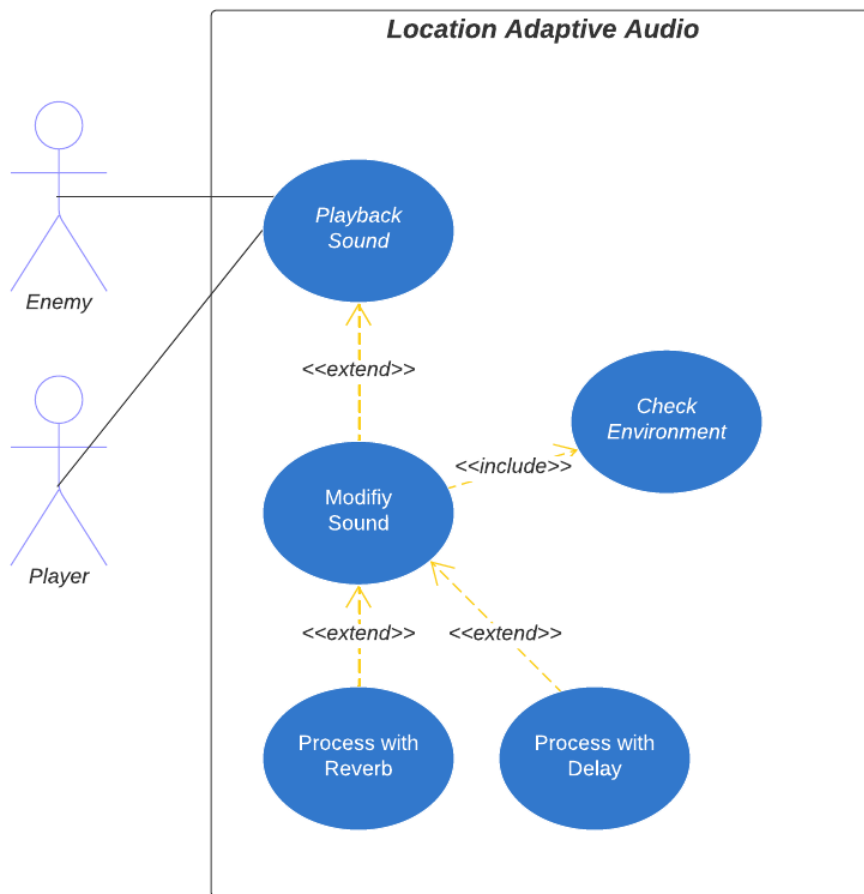 Location Adaptive Audio
Playback
Sound
Enemy
<<extend>>
Check
Environment
<<include>>
Modifiy
Sound
Player
<<extend>>
<<extend>>
Process with
Reverb
Process with
Delay